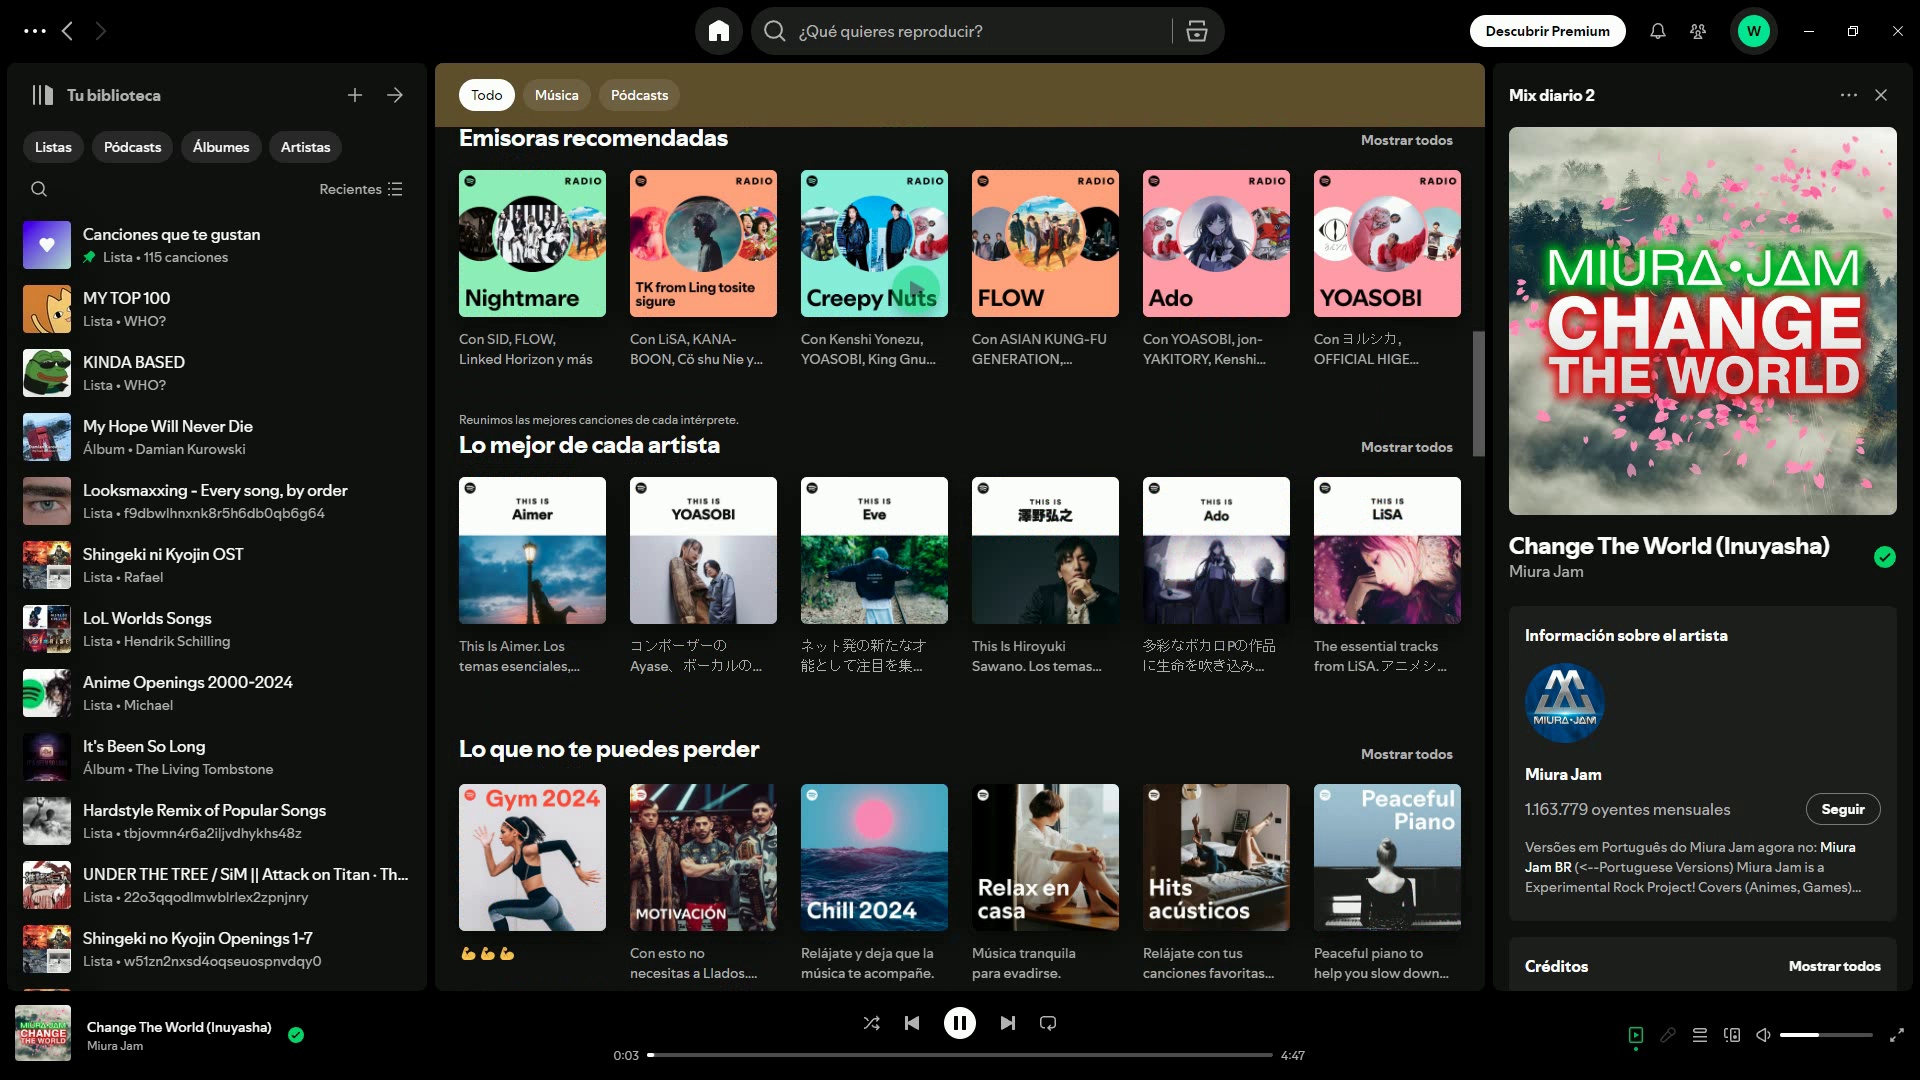 ¿Qué quieres reproducir?
Descubrir Premium
W
Tu biblioteca
Listas
Pódcasts
Álbumes
Artistas
Recientes
Canciones que te gustan
Lista • 115 canciones
MY TOP 100
Lista • WHO?
KINDA BASED
Lista • WHO?
My Hope Will Never Die
Álbum • Damian Kurowski
Looksmaxxing - Every song, by order
Lista • f9dbwlhnxnk8r5h6db0qb6g64
Shingeki ni Kyojin OST
Lista • Rafael
LoL Worlds Songs
Lista • Hendrik Schilling
Anime Openings 2000-2024
Lista • Michael
It's Been So Long
Álbum • The Living Tombstone
Hardstyle Remix of Popular Songs
Lista • tbjovmn4r6a2iljvdhykhs48z
UNDER THE TREE / SiM || Attack on Titan · Th...
Lista • 22o3qqodlmwblrlex2zpnjnry
Shingeki no Kyojin Openings 1-7
Lista • w51zn2nxsd4oqseuospnvdqy0
Todo
Música
Pódcasts
Emisoras recomendadas
Mostrar todos
RADIO
Nightmare
Con SID, FLOW,
Linked Horizon y más
RADIO
TK from Ling tosite
sigure
Con LiSA, KANA-
BOON, Cö shu Nie y...
RADIO
Creepy Nuts
Con Kenshi Yonezu,
YOASOBI, King Gnu...
RADIO
FLOW
Con ASIAN KUNG-FU
GENERATION,...
RADIO
Ado
Con YOASOBI, jon-
YAKITORY, Kenshi...
RADIO
YOASOBI
Con ヨルシカ,
OFFICIAL HIGE...
Reunimos las mejores canciones de cada intérprete.
Lo mejor de cada artista
Mostrar todos
THIS IS
Aimer
This Is Aimer. Los
temas esenciales,...
THIS IS
YOASOBI
コンポーザーの
Ayase、ボーカルの...
THIS IS
Eve
ネット発の新たな才
能として注目を集...
THIS IS
澤野弘之
This Is Hiroyuki
Sawano. Los temas...
THIS IS
Ado
多彩なボカロPの作品
に生命を吹き込み...
THIS IS
LiSA
The essential tracks
from LiSA. アニメシ...
Lo que no te puedes perder
Mostrar todos
Gym 2024
💪💪💪
MOTIVACIÓN
Con esto no
necesitas a Llados....
Chill 2024
Relájate y deja que la
música te acompañe.
Relax en
casa
Música tranquila
para evadirse.
Hits
acústicos
Relájate con tus
canciones favoritas...
Peaceful
Piano
Peaceful piano to
help you slow down...
Mix diario 2
MIURA•JAM
CHANGE
THE WORLD
Change The World (Inuyasha)
Miura Jam
Información sobre el artista
MIURA•JAM
Miura Jam
1.163.779 oyentes mensuales
Seguir
Versões em Português do Miura Jam agora no: Miura
Jam BR (<--Portuguese Versions) Miura Jam is a
Experimental Rock Project! Covers (Animes, Games)...
Créditos
Mostrar todos
MIURA•JAM
CHANGE
THE WORLD
Change The World (Inuyasha)
Miura Jam
0:03
4:47